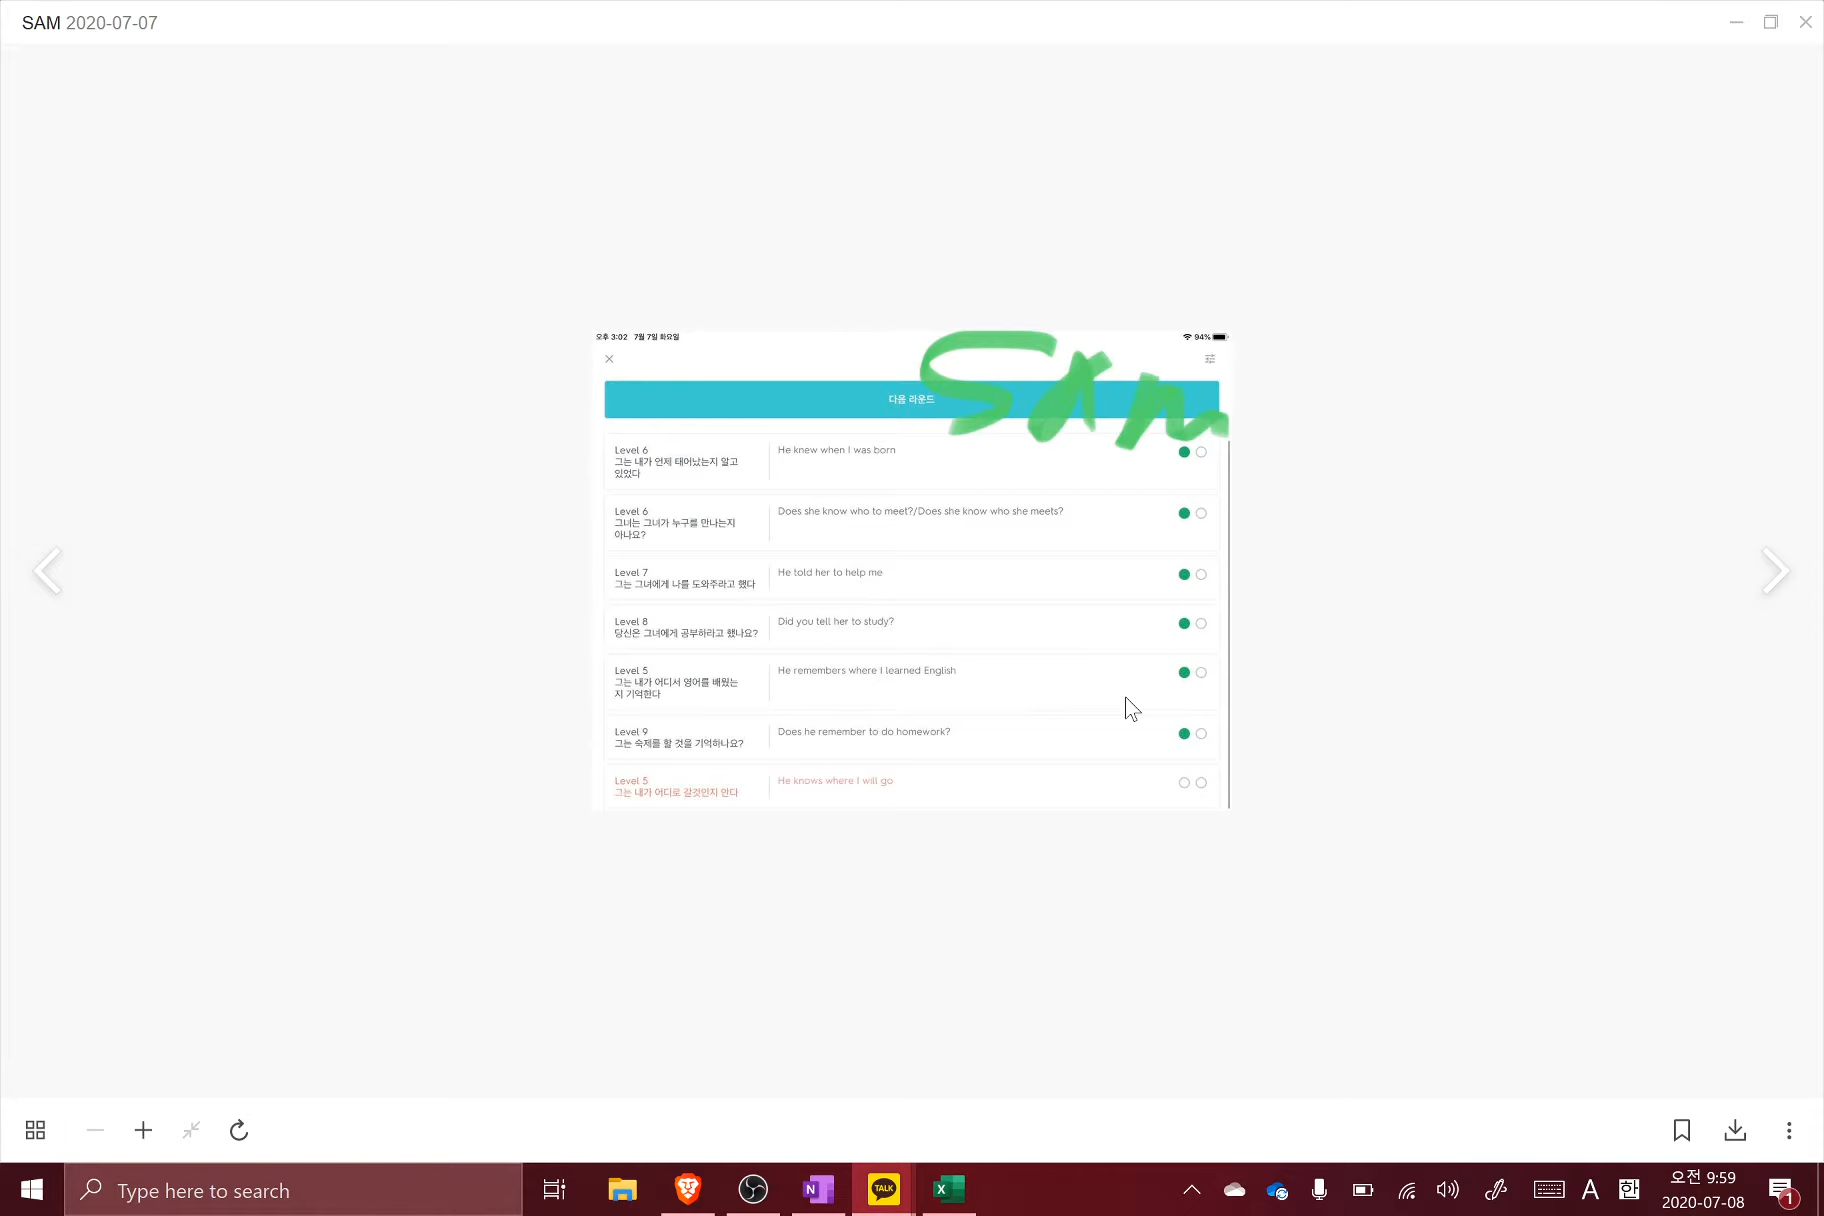 SAM 2020-07-07
오후 3:02 7월 7일 화요일
94%
Sam
다음 라운드
Level 6
그는 내가 언제 태어났는지 알고
있었다
He knew when I was born
Level 6
그녀는 그녀가 누구를 만나는지
아나요?
Does she know who to meet?/Does she know who she meets?
Level 7
그는 그녀에게 나를 도와주라고 했다
He told her to help me
Level 8
당신은 그녀에게 공부하라고 했나요?
Did you tell her to study?
Level 5
그는 내가 어디서 영어를 배웠는
지 기억한다
He remembers where I learned English
Level 9
그는 숙제를 할 것을 기억하나요?
Does he remember to do homework?
Level 5
그는 내가 어디로 갈것인지 안다
He knows where I will go
Type here to search
N
TALK
X
A
한
오전 9:59
2020-07-08
1